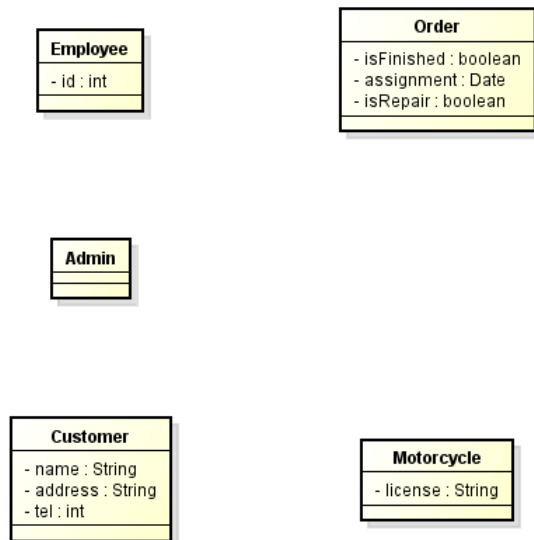 Employee
- id : int
Order
- isFinished : boolean
- assignment : Date
- isRepair : boolean
Admin
Customer
- name : String
- address : String
- tel : int
Motorcycle
- license : String